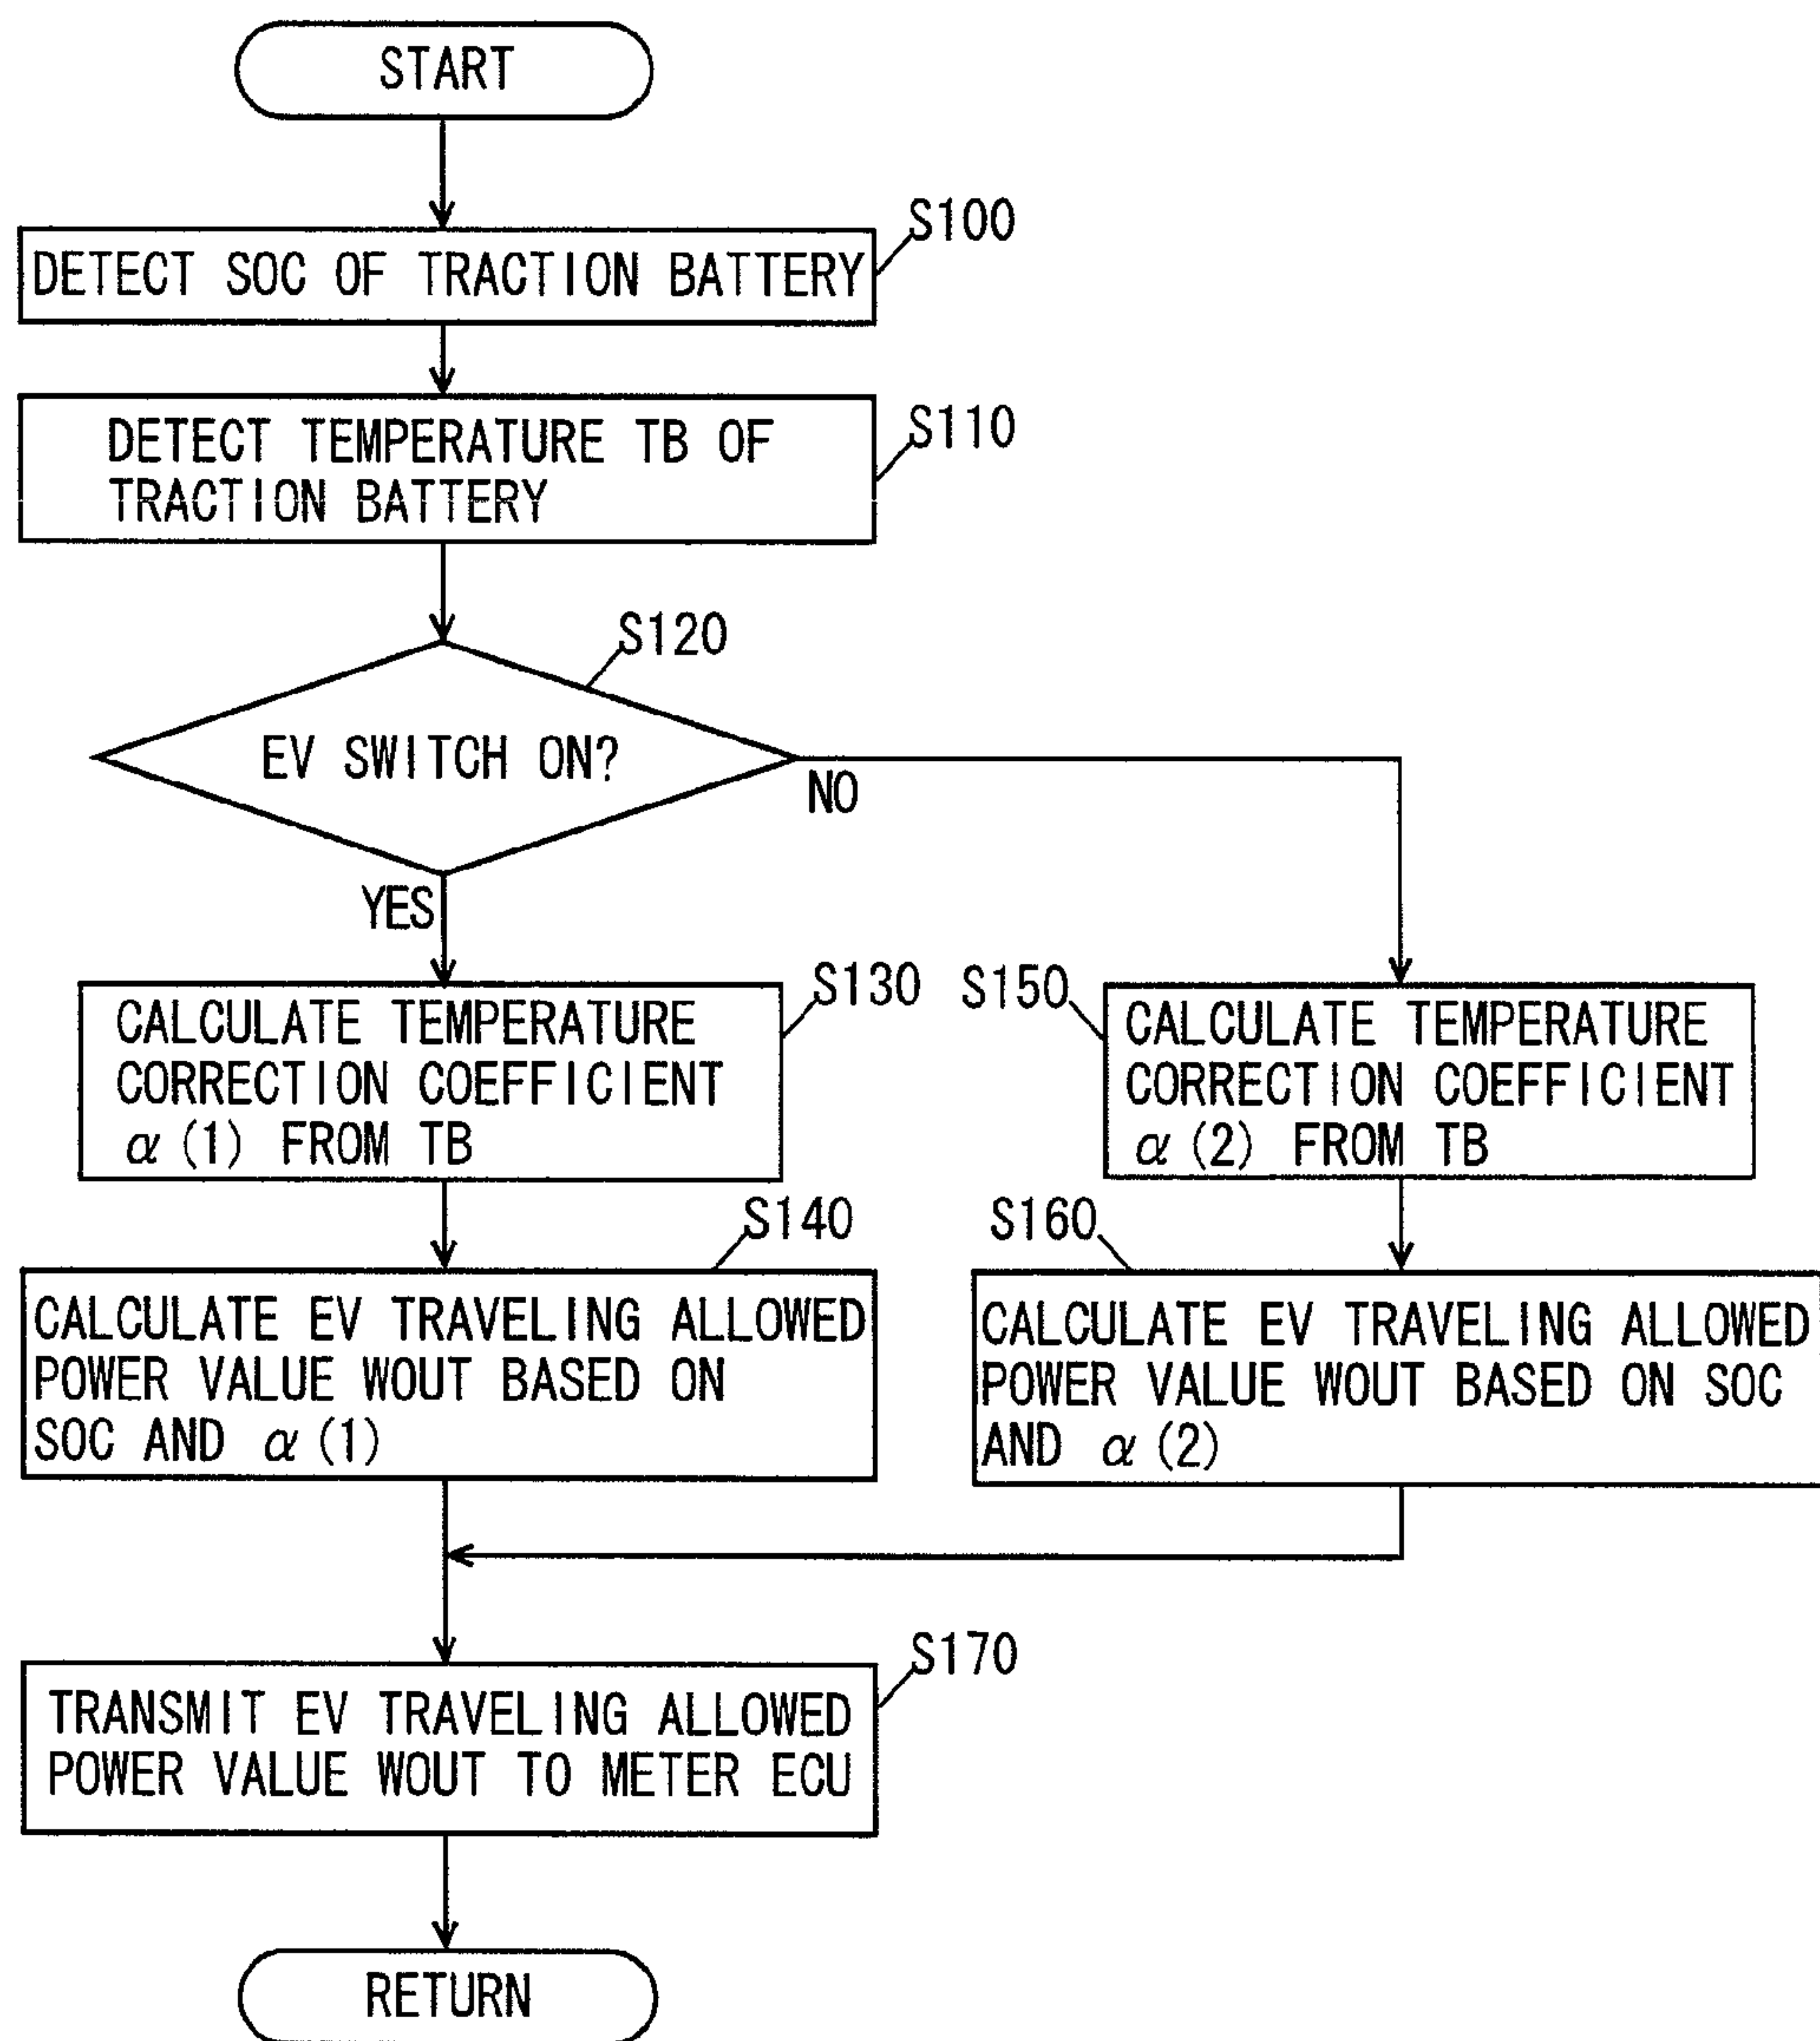 START
S100
DETECT SOC OF TRACTION BATTERY
S110
DETECT TEMPERATURE TB OF
TRACTION BATTERY
S120
EV SWITCH ON?
NO
YES
S130
CALCULATE TEMPERATURE
CORRECTION COEFFICIENT
α(1) FROM TB
S150
CALCULATE TEMPERATURE
CORRECTION COEFFICIENT
α(2) FROM TB
S140
CALCULATE EV TRAVELING ALLOWED
POWER VALUE WOUT BASED ON
SOC AND α(1)
S160
CALCULATE EV TRAVELING ALLOWED
POWER VALUE WOUT BASED ON SOC
AND α(2)
S170
TRANSMIT EV TRAVELING ALLOWED
POWER VALUE WOUT TO METER ECU
RETURN